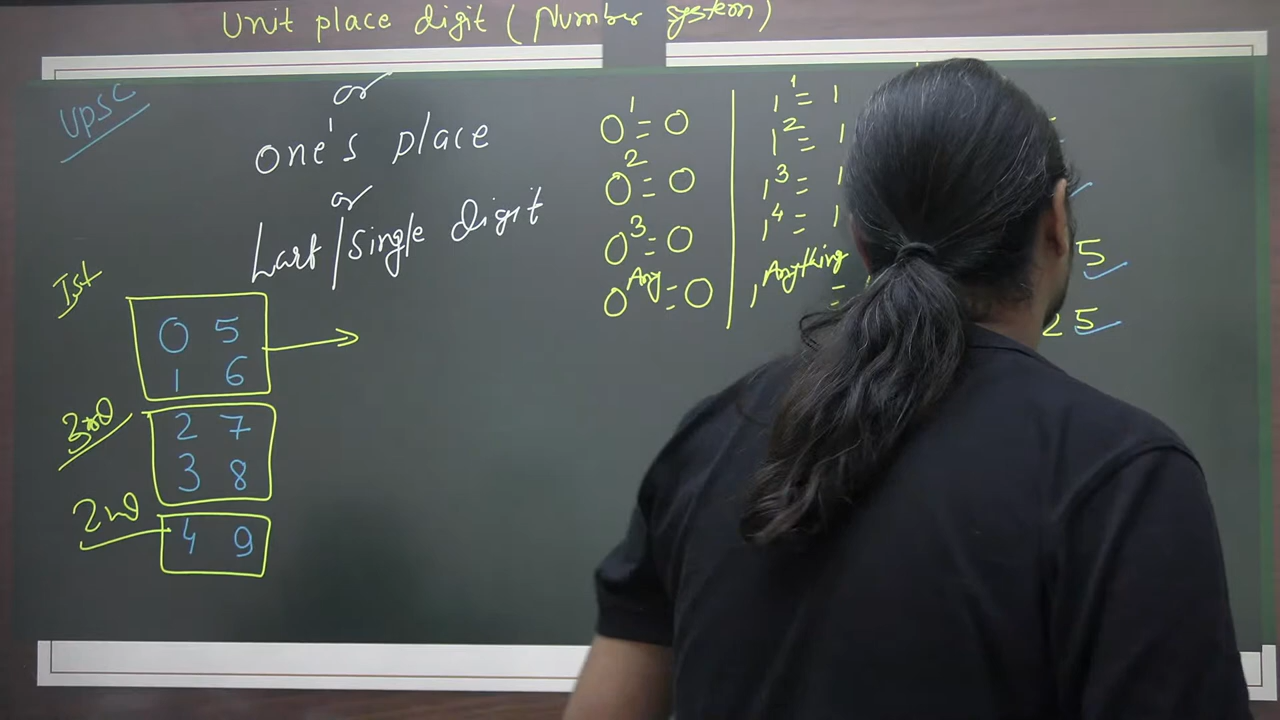 Unit place digit (Number system)
UPSC
or
one's place
or
Last/single digit
Ist
0 5
1 6
3rd
2 7
3 8
2nd
4 9
0¹ = 0
0² = 0
0³ = 0
0^Any = 0
1¹ = 1
1² = 1
1³ = 1
1⁴ = 1
1^Anything =
5
25